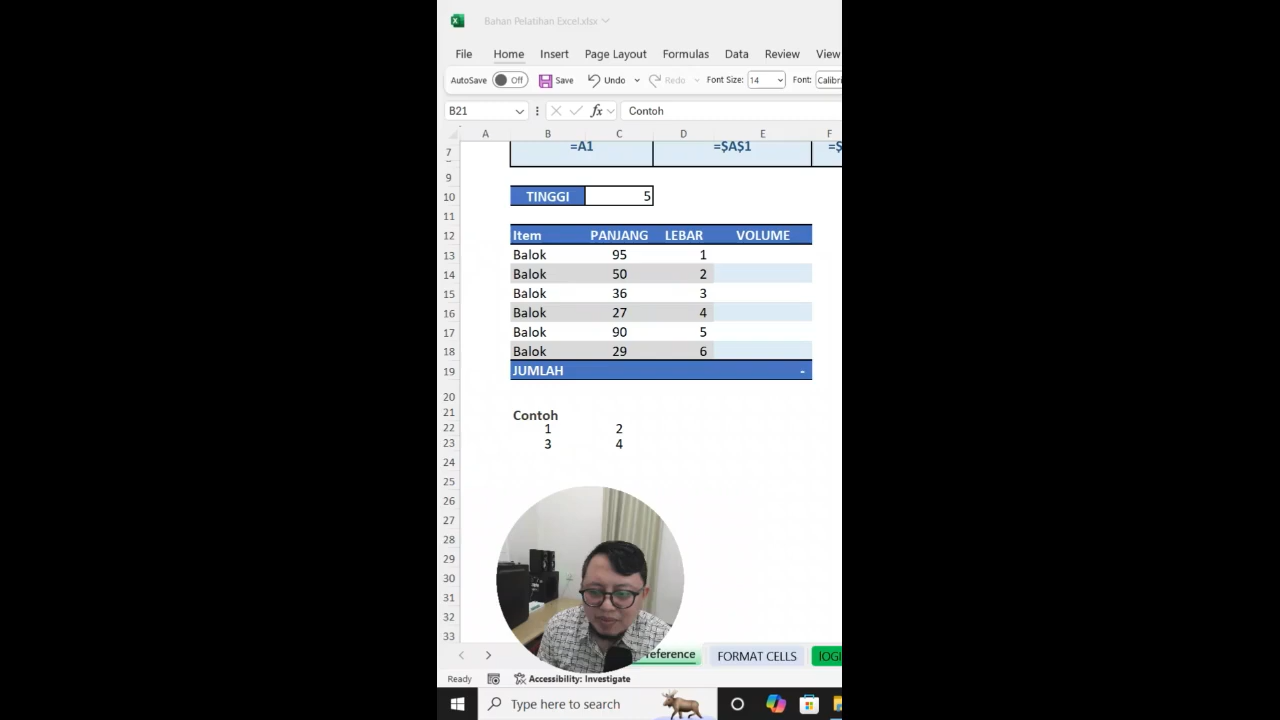 Bahan Pelatihan Excel.xlsx
File Home Insert Page Layout Formulas Data Review View
AutoSave Off Save Undo Redo Font Size: 14 Font: Calibri
B21 fx Contoh
A B C D E F
7 =A1 =$A$1 =$
9
10 TINGGI 5
11
12 Item PANJANG LEBAR VOLUME
13 Balok 95 1
14 Balok 50 2
15 Balok 36 3
16 Balok 27 4
17 Balok 90 5
18 Balok 29 6
19 JUMLAH -
20
21 Contoh
22 1 2
23 3 4
24
25
26
27
28
29
30
31
32
33
reference FORMAT CELLS lOGI
Ready Accessibility: Investigate
Type here to search